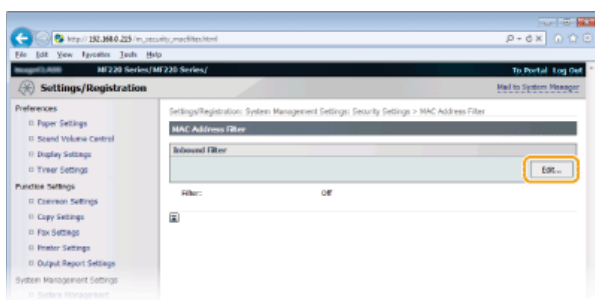 http://192.168.0.215/m_security_macfilter.html
File Edit View Favorites Tools Help
MF220 Series/MF220 Series/
To Portal Log Out
Settings/Registration
Mail to System Manager
Preferences
Paper Settings
Sound Volume Control
Display Settings
Timer Settings
Function Settings
Common Settings
Copy Settings
Fax Settings
Printer Settings
Output Report Settings
System Management Settings
System Management
Settings/Registration: System Management Settings: Security Settings > MAC Address Filter
MAC Address Filter
Inbound Filter
Edit...
Filter:
Off